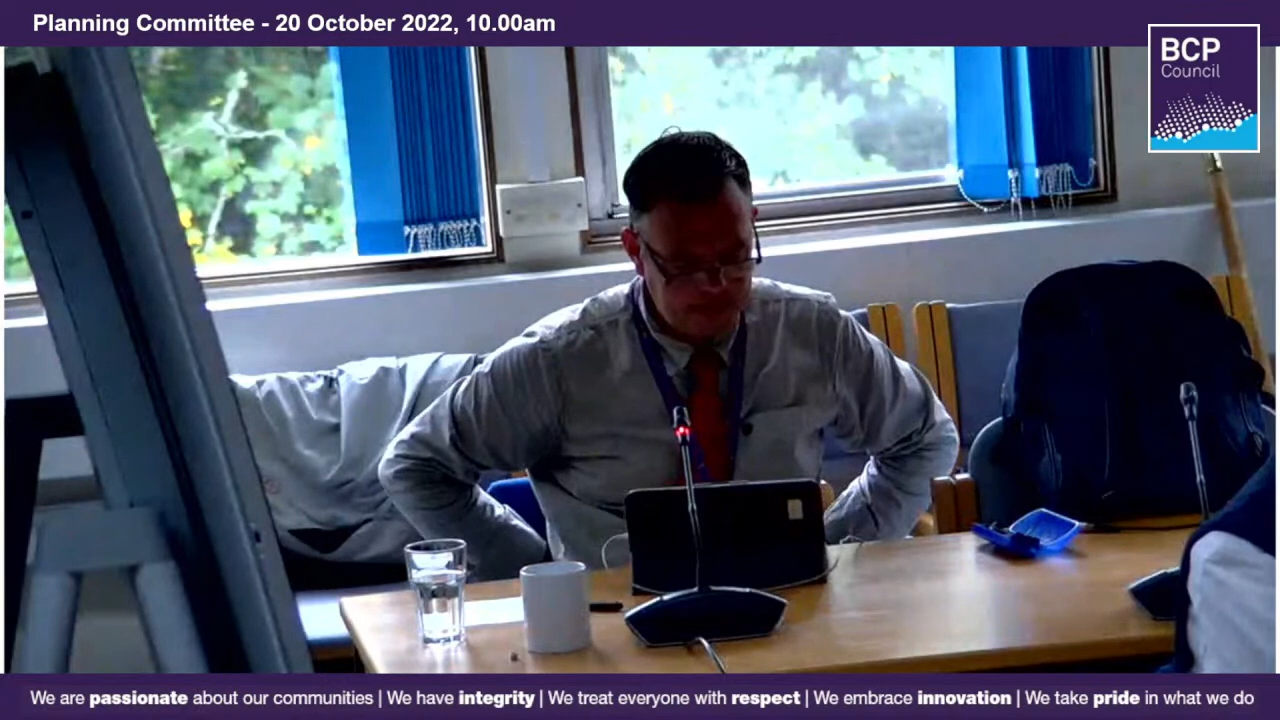 Planning Committee - 20 October 2022, 10.00am
BCP
Council
We are passionate about our communities | We have integrity | We treat everyone with respect | We embrace innovation | We take pride in what we do